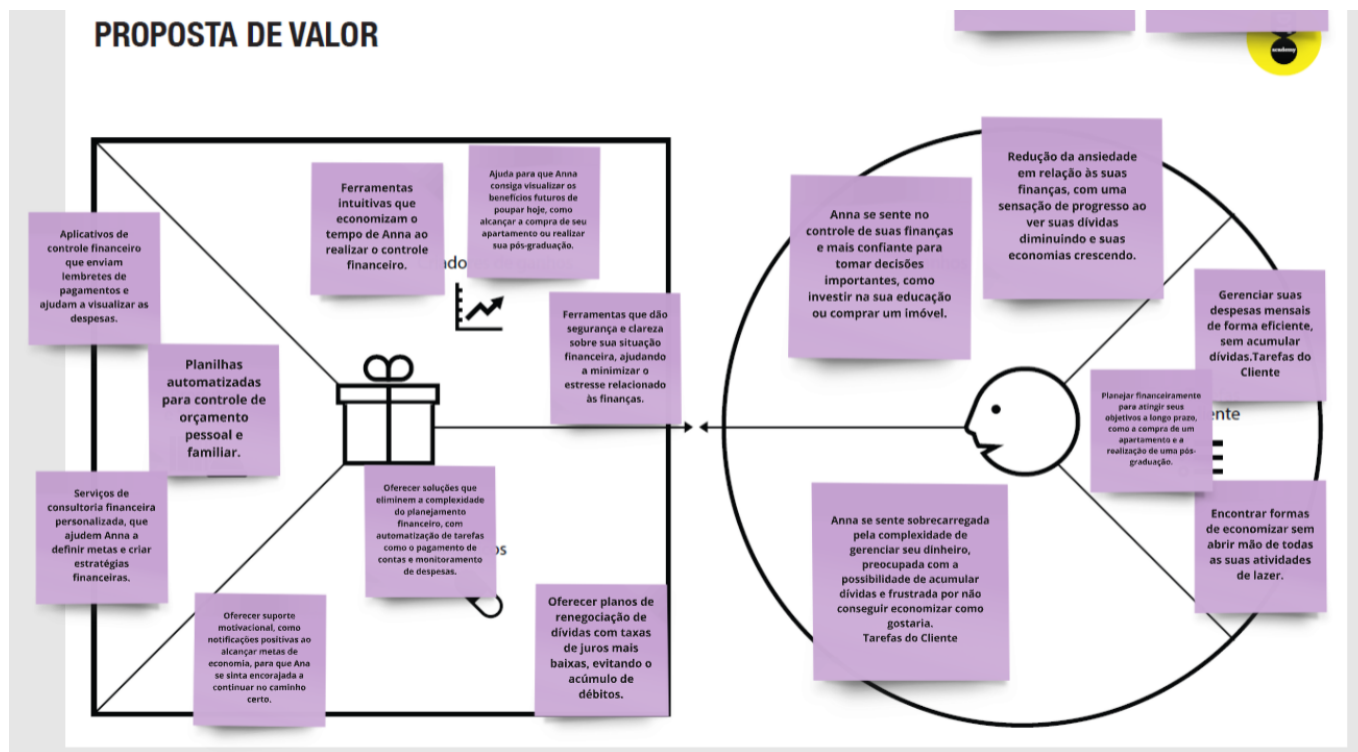 PROPOSTA DE VALOR
academy
Aplicativos de
controle financeiro
que enviam
lembretes de
pagamentos e
ajudam a visualizar as
despesas.
Planilhas
automatizadas
para controle de
orçamento
pessoal e
familiar.
Serviços de
consultoria financeira
personalizada, que
ajudem Anna a
definir metas e criar
estratégias
financeiras.
Ferramentas
intuitivas que
economizam o
tempo de Anna ao
realizar o controle
financeiro.
Ajuda para que Anna
consiga visualizar os
benefícios futuros de
poupar hoje, como
alcançar a compra de seu
apartamento ou realizar
sua pós-graduação.
Ferramentas que dão
segurança e clareza
sobre sua situação
financeira, ajudando
a minimizar o
estresse relacionado
às finanças.
Oferecer soluções que
eliminem a complexidade
do planejamento
financeiro, com
automatização de tarefas
como o pagamento de
contas e monitoramento
de despesas.
Oferecer suporte
motivacional, como
notificações positivas ao
alcançar metas de
economia, para que Ana
se sinta encorajada a
continuar no caminho
certo.
Oferecer planos de
renegociação de
dívidas com taxas
de juros mais
baixas, evitando o
acúmulo de
débitos.
Anna se sente no
controle de suas finanças
e mais confiante para
tomar decisões
importantes, como
investir na sua educação
ou comprar um imóvel.
Redução da ansiedade
em relação às suas
finanças, com uma
sensação de progresso ao
ver suas dívidas
diminuindo e suas
economias crescendo.
Gerenciar suas
despesas mensais
de forma eficiente,
sem acumular
dívidas.Tarefas do
Cliente
Planejar financeiramente
para atingir seus
objetivos a longo prazo,
como a compra de um
apartamento e a
realização de uma pós-
graduação.
Encontrar formas
de economizar sem
abrir mão de todas
as suas atividades
de lazer.
Anna se sente sobrecarregada
pela complexidade de
gerenciar seu dinheiro,
preocupada com a
possibilidade de acumular
dívidas e frustrada por não
conseguir economizar como
gostaria.
Tarefas do Cliente